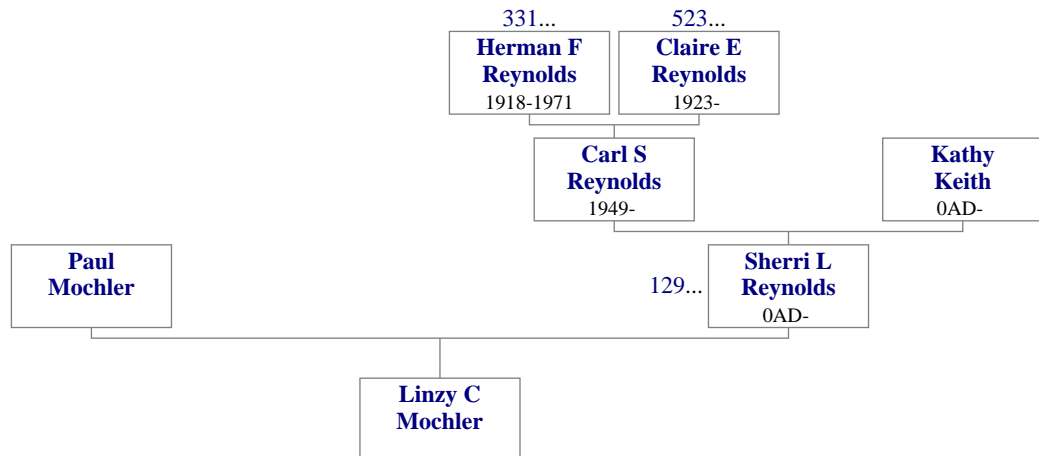 331...
523...
Herman F
Reynolds
1918-1971
Claire E
Reynolds
1923-
Carl S
Reynolds
1949-
Kathy
Keith
0AD-
Paul
Mochler
129...
Sherri L
Reynolds
0AD-
Linzy C
Mochler